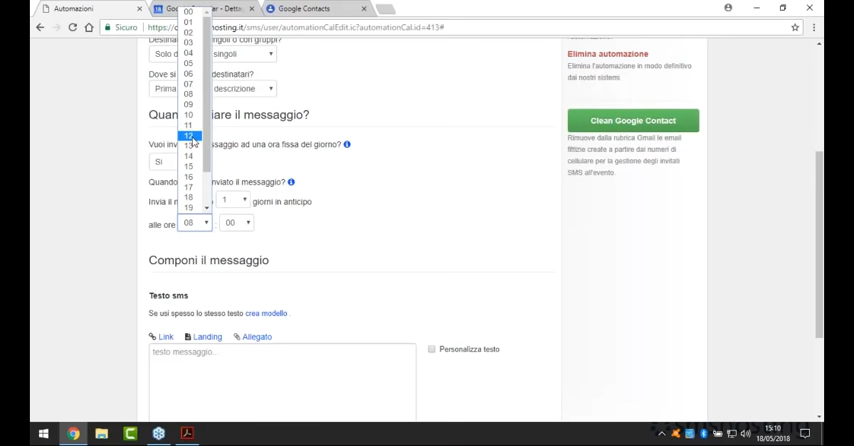 Automazioni
Google
- Dettag
Google Contacts
Sicuro
hosting.it/sms/user/automationCalEdit.ic?automationCal.id=413#
singoli o con gruppi?
Solo d
singoli
Dove si
destinatari?
Prima
descrizione
Elimina automazione
Elimina l'automazione in modo definitivo
dai nostri sistemi
Clean Google Contact
Rimuove dalla rubrica Gmail le email
fittizie create a partire dai numeri di
cellulare per la gestione degli invitati
SMS all'evento.
00
01
02
03
04
05
06
07
08
09
10
11
12
13
14
15
16
17
18
19
Quan
are il messaggio?
Vuoi inv
ssaggio ad una ora fissa del giorno?
Si
Quando
nviato il messaggio?
Invia il
1
giorni in anticipo
alle ore
08
:
00
Componi il messaggio
Testo sms
Se usi spesso lo stesso testo crea modello .
Link
Landing
Allegato
testo messaggio...
Personalizza testo
15:10
18/05/2018